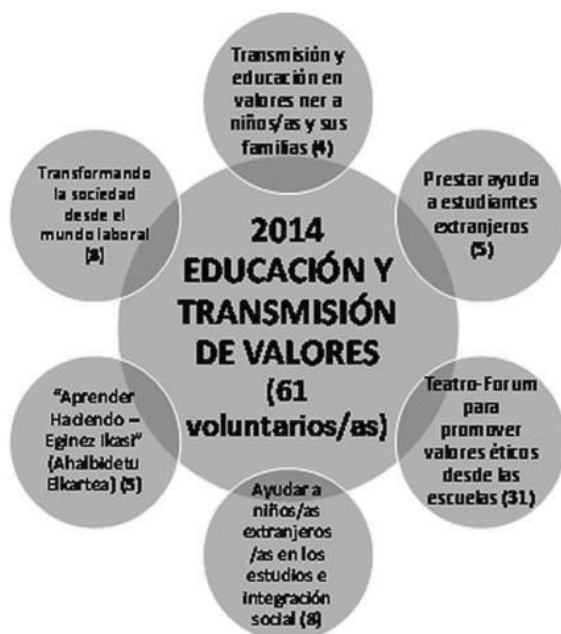 Transmisión y
educación en
valores ner a
niños/as y sus
familias (4)
Transformando
la sociedad
desde el
mundo laboral
(8)
Prestar ayuda
a estudiantes
extranjeros
(5)
2014
EDUCACIÓN Y
TRANSMISIÓN
DE VALORES
(61
voluntarios/as)
"Aprender
Haciendo –
Eginez Ikasi"
(Ahalbidetu
Elkartea) (5)
Teatro-Forum
para
promover
valores éticos
desde las
escuelas (31)
Ayudar a
niños/as
extranjeros
/as en los
estudios e
integración
social (8)